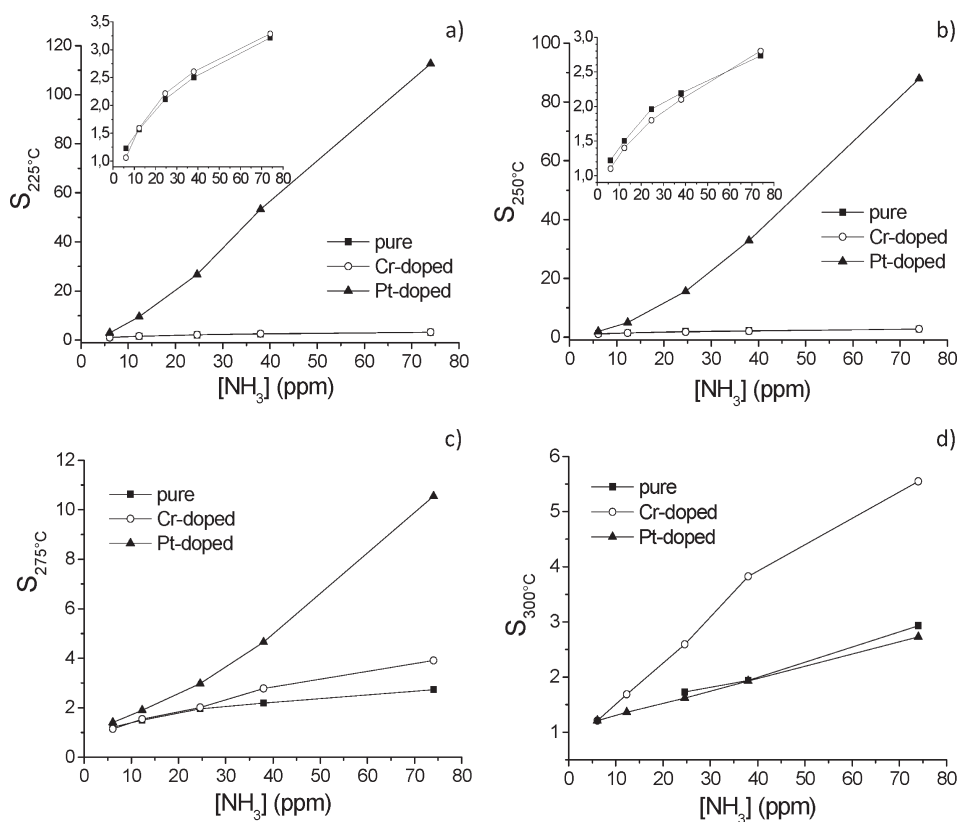 a)
S225°C
120
100
80
60
40
20
0
0 10 20 30 40 50 60 70 80
[NH3] (ppm)
3,5
3,0
2,5
2,0
1,5
1,0
0 10 20 30 40 50 60 70 80
pure
Cr-doped
Pt-doped
b)
S250°C
100
80
60
40
20
0
0 10 20 30 40 50 60 70 80
[NH3] (ppm)
3,0
2,5
2,0
1,5
1,0
0 10 20 30 40 50 60 70 80
pure
Cr-doped
Pt-doped
c)
S275°C
12
10
8
6
4
2
0
0 10 20 30 40 50 60 70 80
[NH3] (ppm)
pure
Cr-doped
Pt-doped
d)
S300°C
6
5
4
3
2
1
0 10 20 30 40 50 60 70 80
[NH3] (ppm)
pure
Cr-doped
Pt-doped